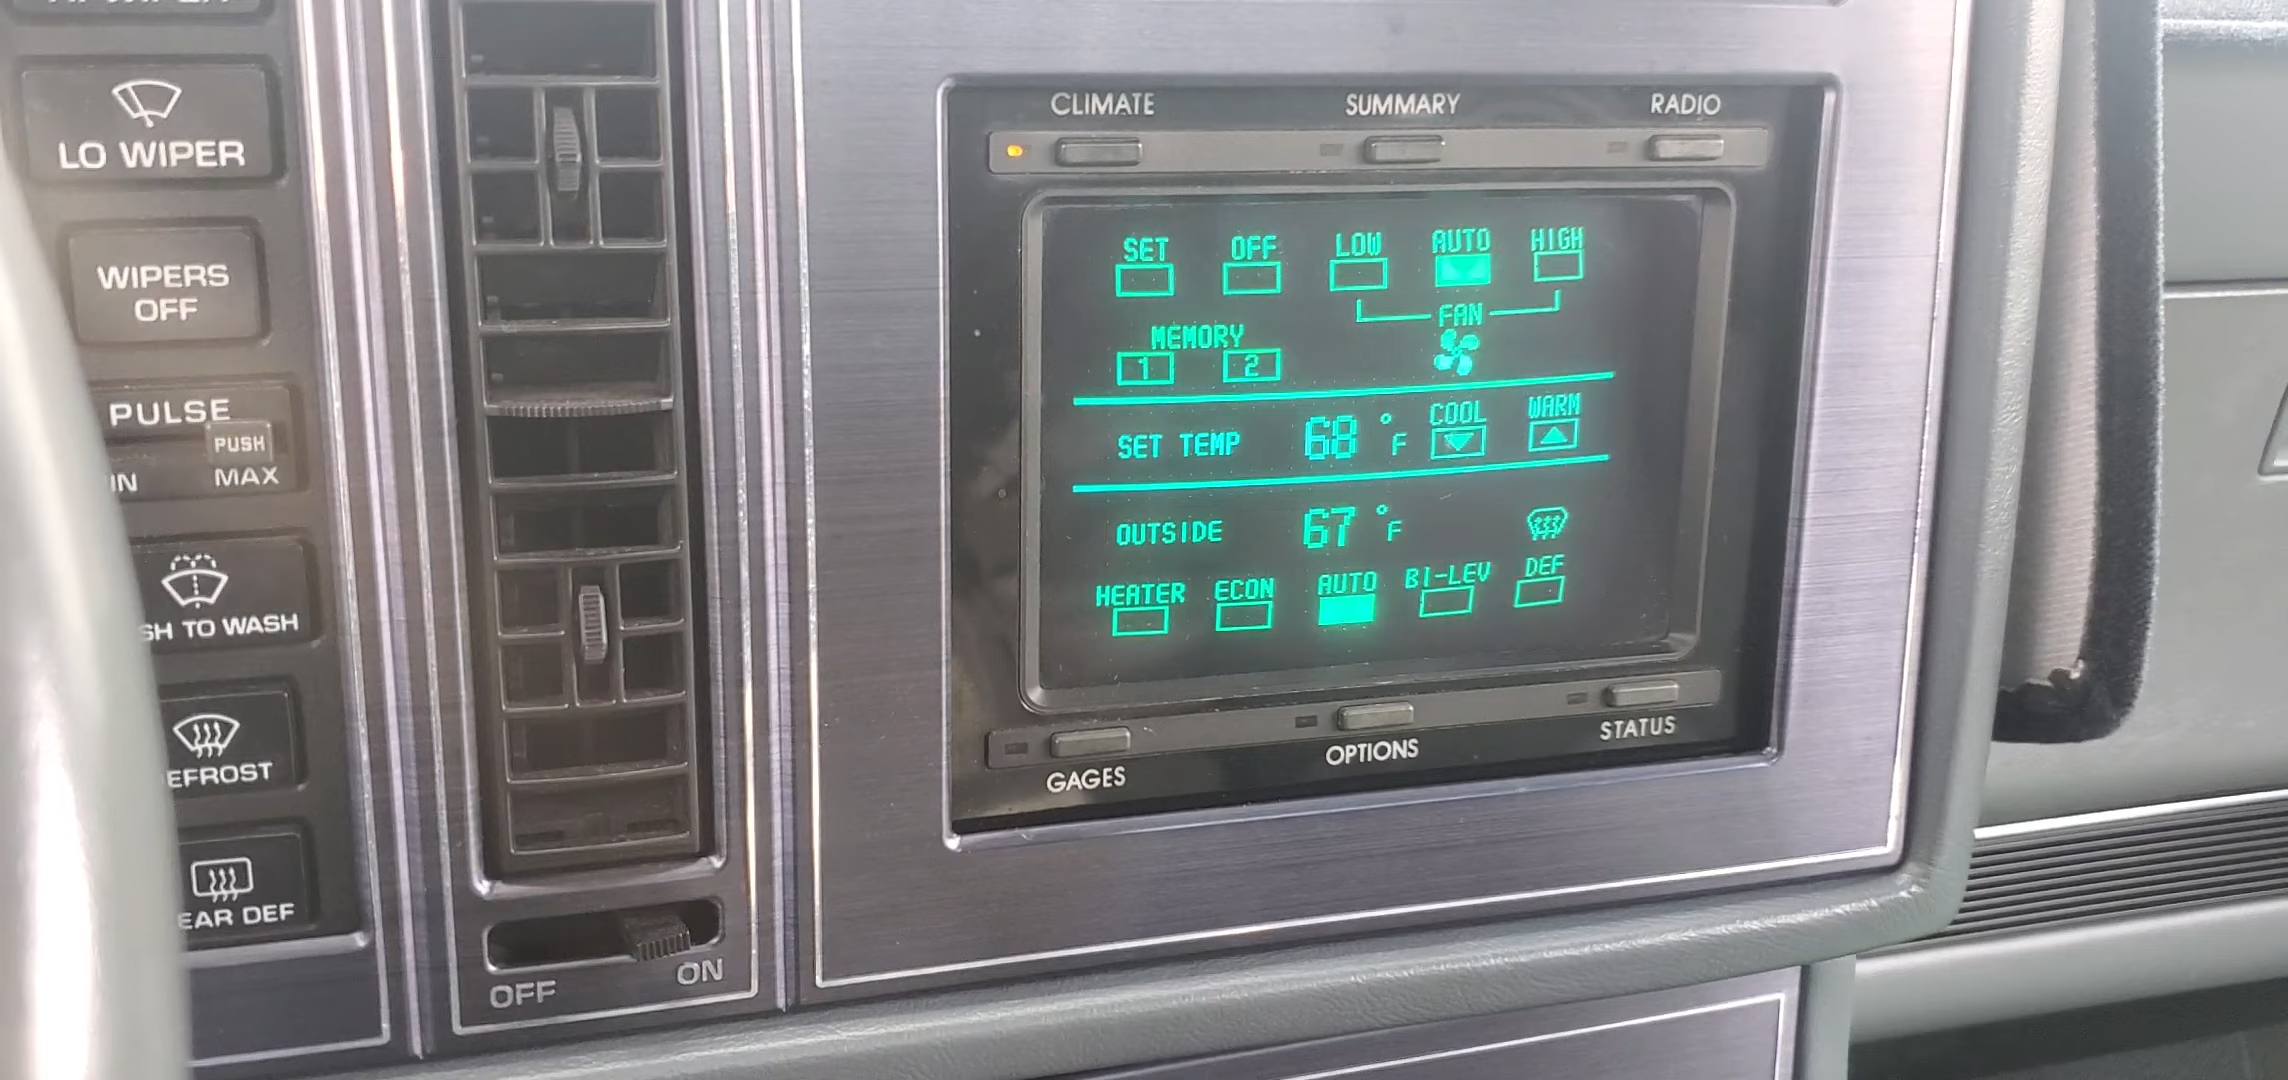 LO WIPER
WIPERS
OFF
PULSE
PUSH
IN MAX
SH TO WASH
EFROST
EAR DEF
OFF ON
CLIMATE SUMMARY RADIO
SET OFF LOW AUTO HIGH
FAN
MEMORY
1 2
SET TEMP 68 °F COOL WARM
OUTSIDE 67 °F
HEATER ECON AUTO BI-LEV DEF
GAGES OPTIONS STATUS